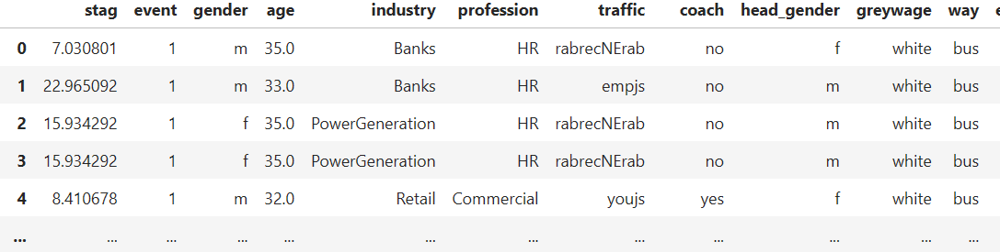 stag event gender age industry profession traffic coach head_gender greywage way
0 7.030801 1 m 35.0 Banks HR rabrecNErab no f white bus
1 22.965092 1 m 33.0 Banks HR empjs no m white bus
2 15.934292 1 f 35.0 PowerGeneration HR rabrecNErab no m white bus
3 15.934292 1 f 35.0 PowerGeneration HR rabrecNErab no m white bus
4 8.410678 1 m 32.0 Retail Commercial youjs yes f white bus
... ... ... ... ... ... ... ... ... ... ... ...